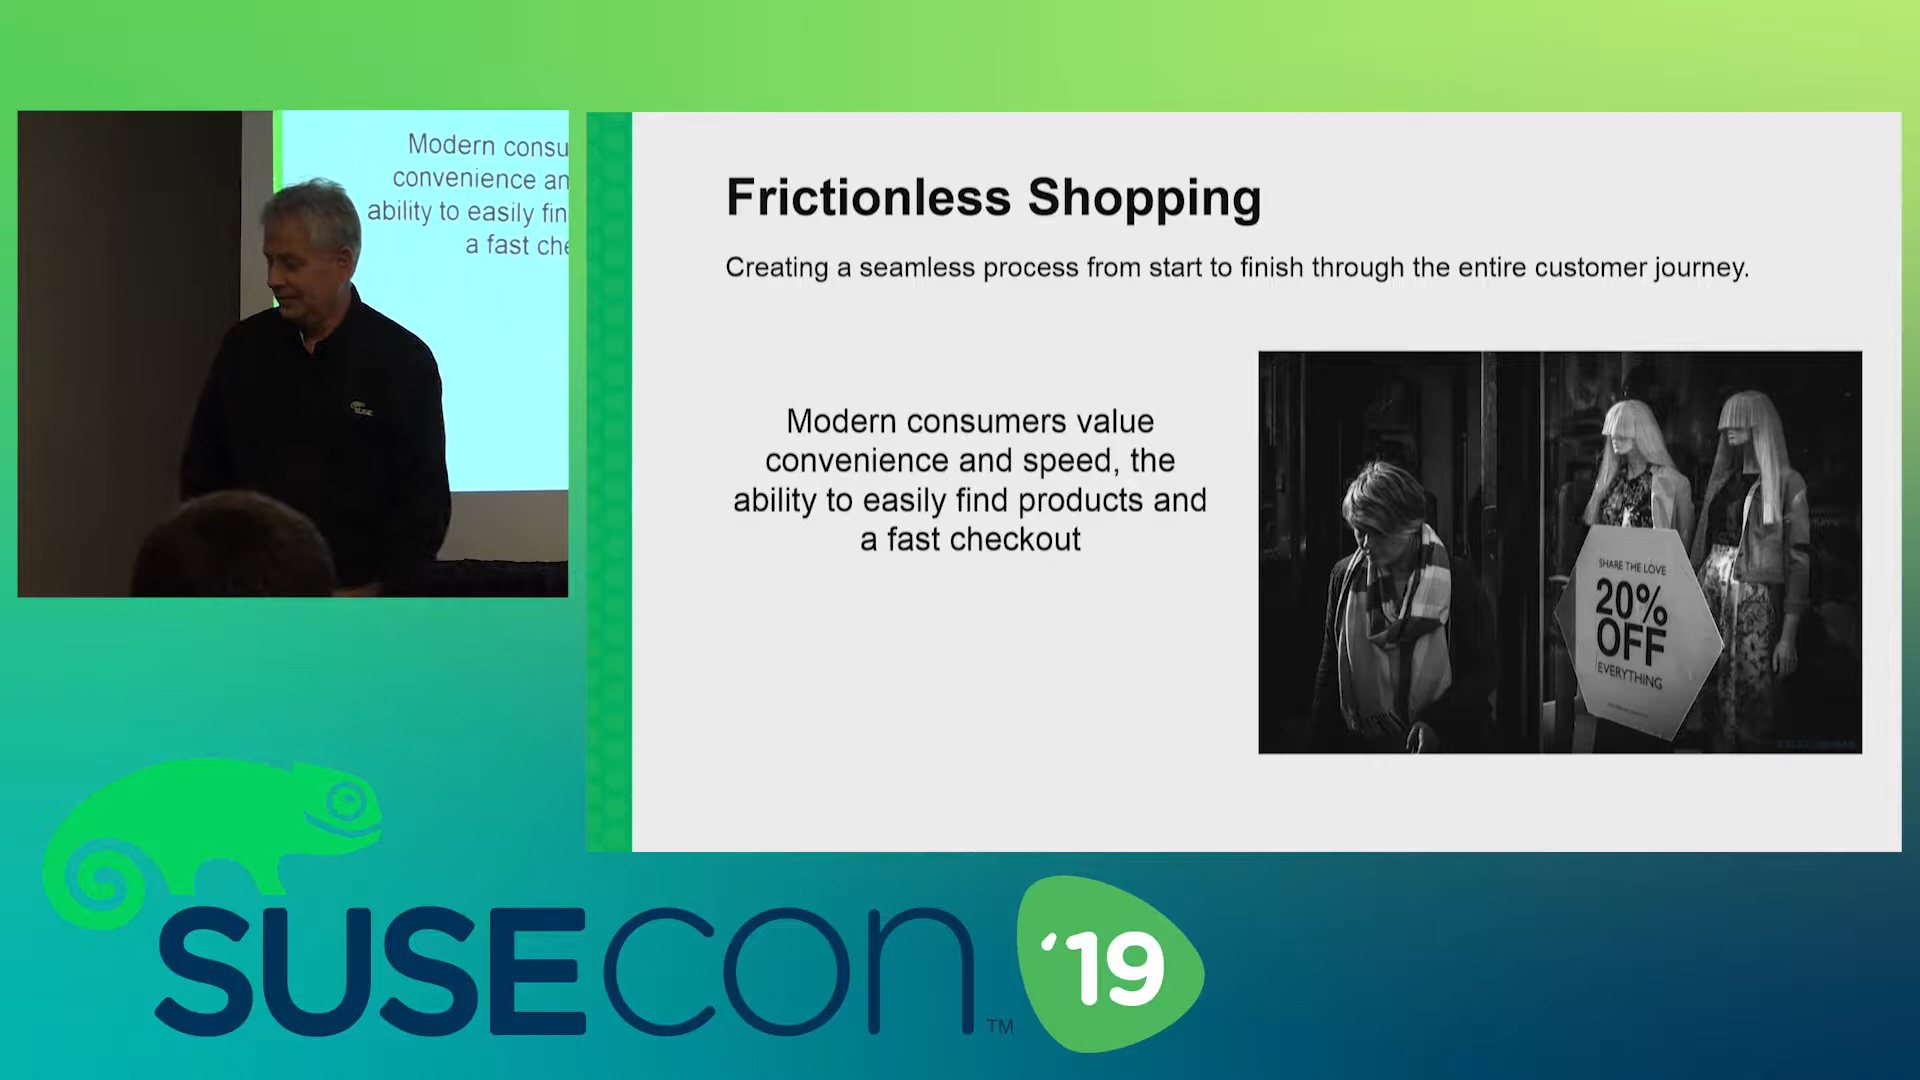 Modern consu
convenience an
ability to easily fin
a fast che
SUSE
Frictionless Shopping
Creating a seamless process from start to finish through the entire customer journey.
Modern consumers value
convenience and speed, the
ability to easily find products and
a fast checkout
SHARE THE LOVE
20%
OFF
EVERYTHING
SUSECON TM '19